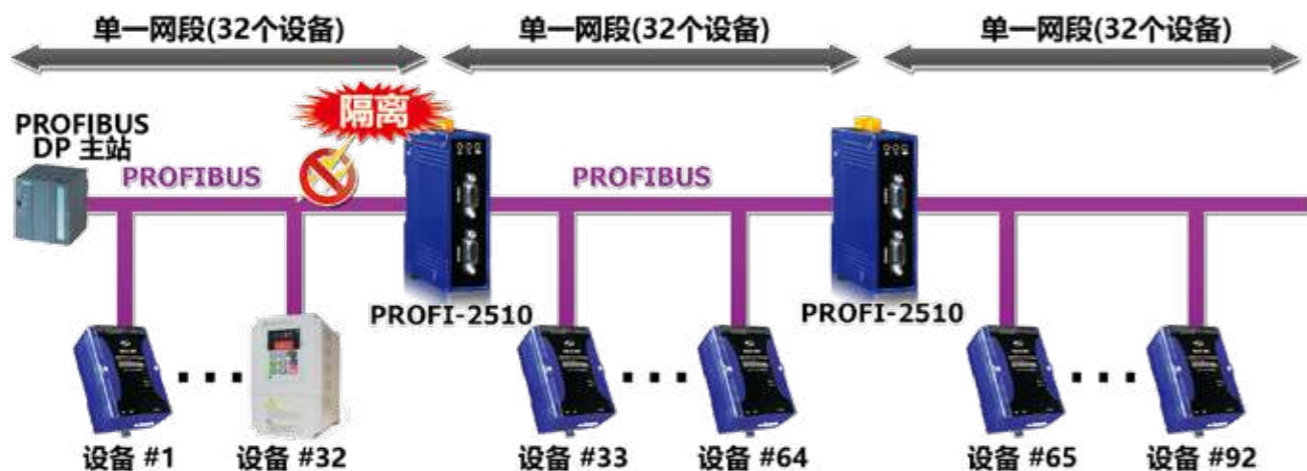 单一网段(32个设备)
单一网段(32个设备)
单一网段(32个设备)
隔离
PROFIBUS
DP 主站
PROFIBUS
PROFIBUS
PROFI-2510
PROFI-2510
设备 #1
设备 #32
设备 #33
设备 #64
设备 #65
设备 #92